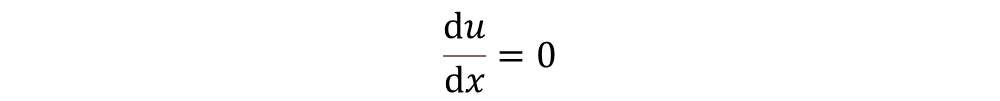 du/dx = 0